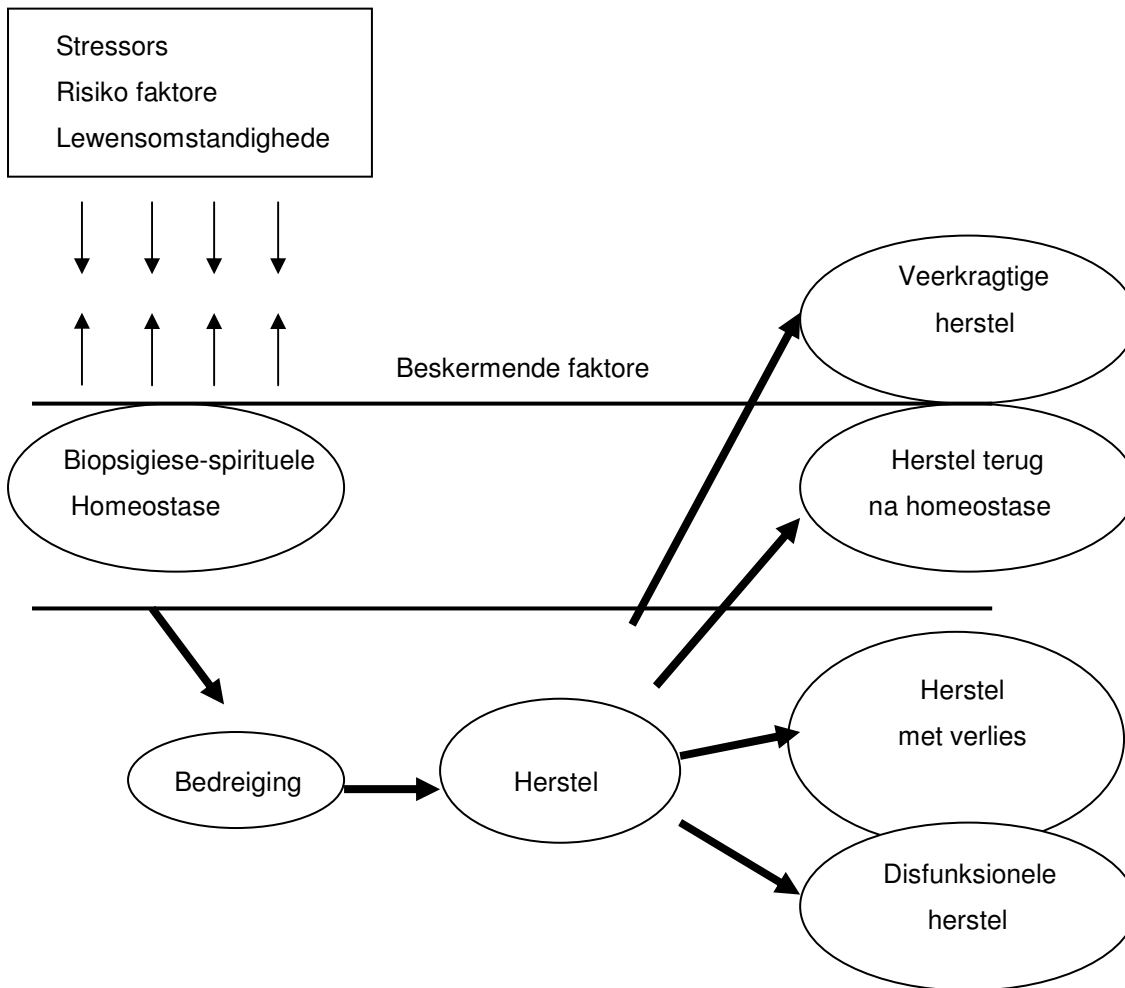 Stressors
Risiko faktore
Lewensomstandighede
Veerkragtige
herstel
Beskermende faktore
Biopsigiese-spirituele
Homeostase
Herstel terug
na homeostase
Herstel
met verlies
Bedreiging
Herstel
Disfunksionele
herstel